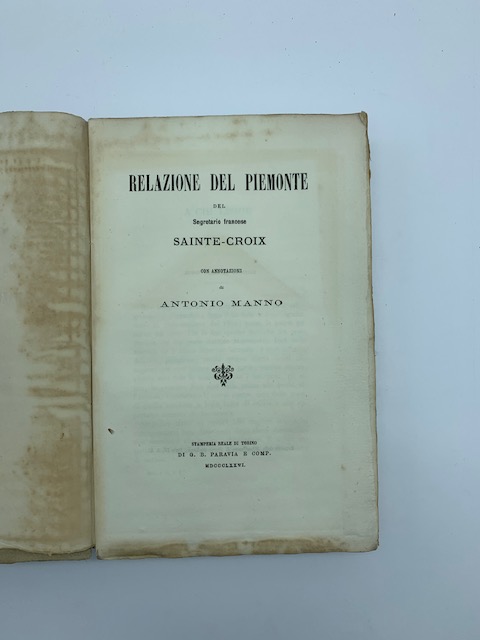 RELAZIONE DEL PIEMONTE
DEL
Segretario francese
SAINTE-CROIX
CON ANNOTAZIONI
DI
ANTONIO MANNO
STAMPERIA REALE DI TORINO
DI G. B. PARAVIA E COMP.
MDCCCLXXVI.